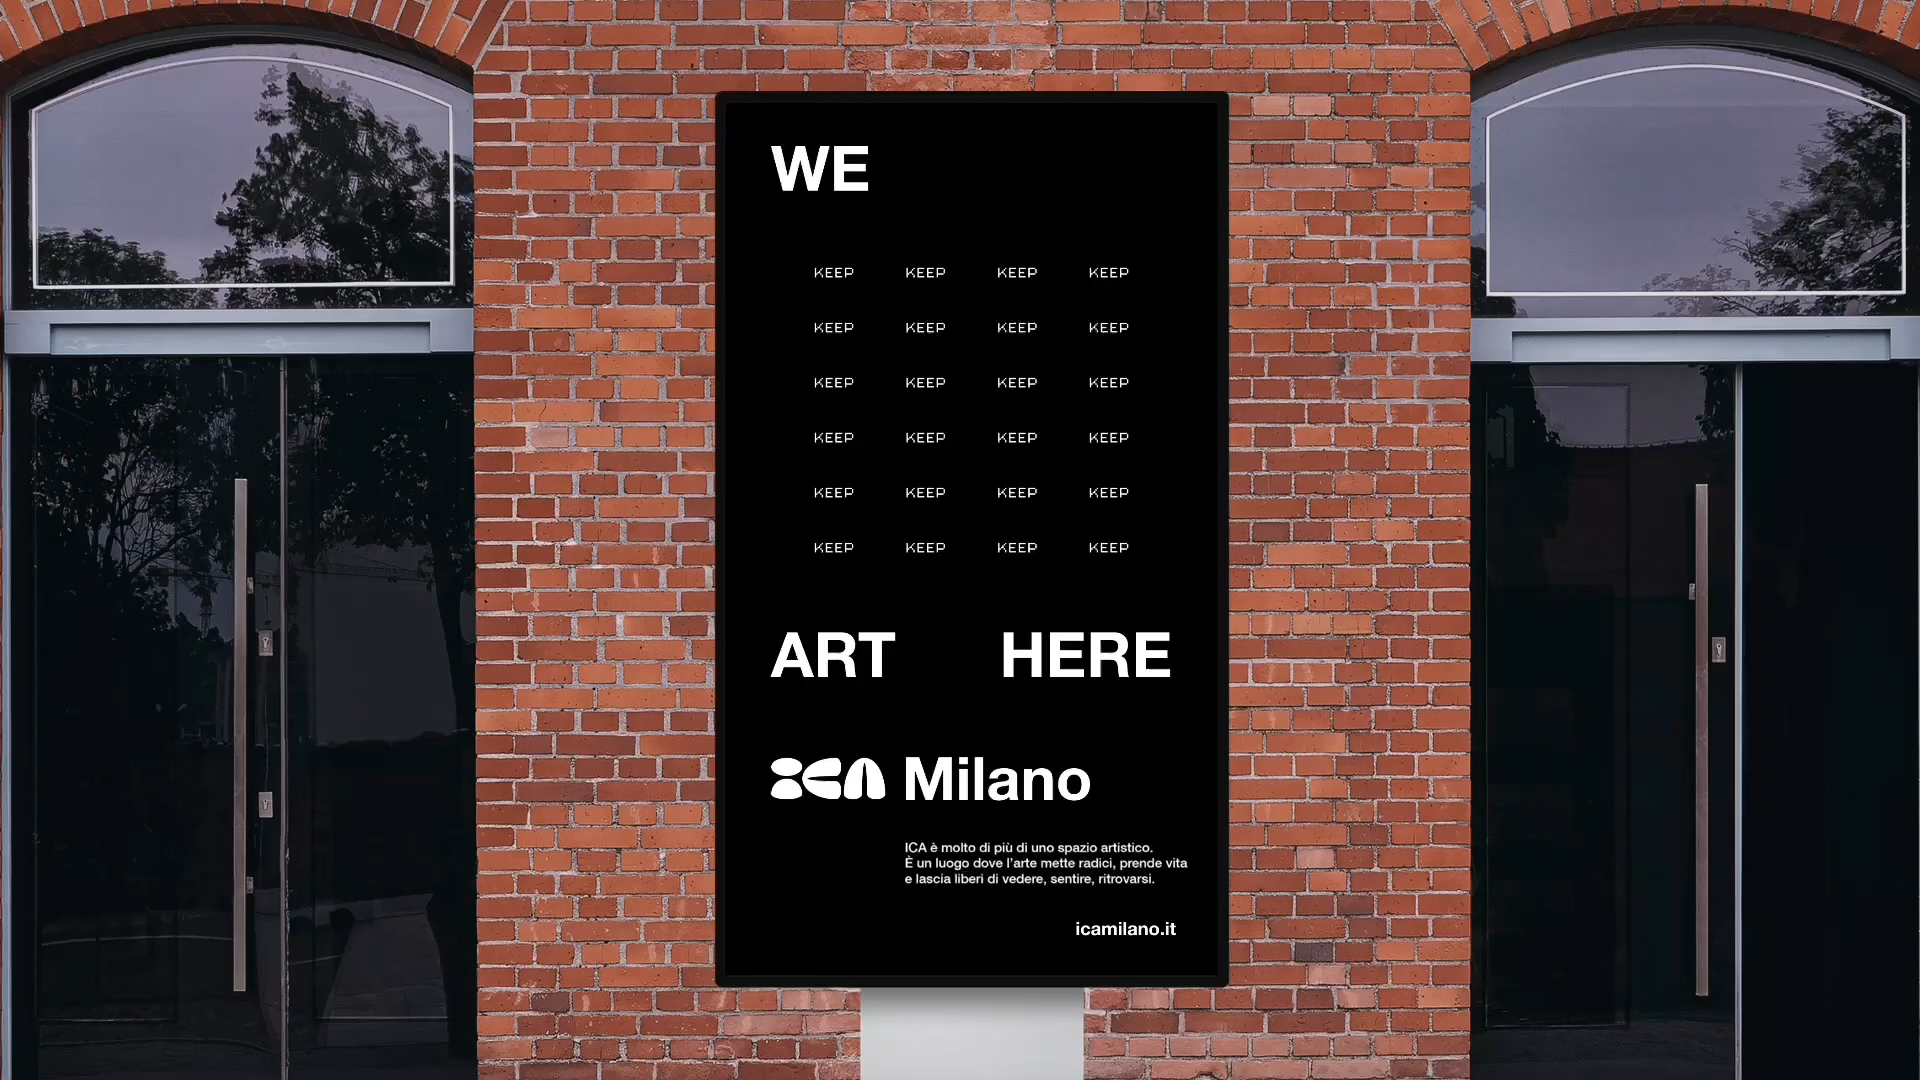 WE
KEEP KEEP KEEP KEEP
KEEP KEEP KEEP KEEP
KEEP KEEP KEEP KEEP
KEEP KEEP KEEP KEEP
KEEP KEEP KEEP KEEP
KEEP KEEP KEEP KEEP
ART HERE
ICA Milano
ICA è molto di più di uno spazio artistico.
È un luogo dove l'arte mette radici, prende vita
e lascia liberi di vedere, sentire, ritrovarsi.
icamilano.it